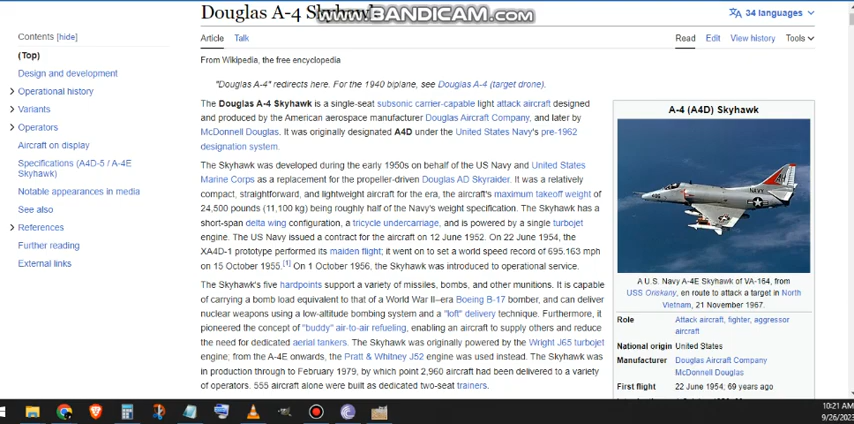 Douglas A-4 Skyhawk
www.BANDICAM.com
34 languages
Contents [hide]
Article Talk
Read Edit View history Tools
(Top)
From Wikipedia, the free encyclopedia
Design and development
Operational history
Variants
Operators
Aircraft on display
Specifications (A4D-5 / A-4E
Skyhawk)
Notable appearances in media
See also
References
Further reading
External links
"Douglas A-4" redirects here. For the 1940 biplane, see Douglas A-4 (target drone).
The Douglas A-4 Skyhawk is a single-seat subsonic carrier-capable light attack aircraft designed
and produced by the American aerospace manufacturer Douglas Aircraft Company, and later by
McDonnell Douglas. It was originally designated A4D under the United States Navy's pre-1962
designation system.
The Skyhawk was developed during the early 1950s on behalf of the US Navy and United States
Marine Corps as a replacement for the propeller-driven Douglas AD Skyraider. It was a relatively
compact, straightforward, and lightweight aircraft for the era, the aircraft's maximum takeoff weight of
24,500 pounds (11,100 kg) being roughly half of the Navy's weight specification. The Skyhawk has a
short-span delta wing configuration, a tricycle undercarriage, and is powered by a single turbojet
engine. The US Navy issued a contract for the aircraft on 12 June 1952. On 22 June 1954, the
XA4D-1 prototype performed its maiden flight; it went on to set a world speed record of 695.163 mph
on 15 October 1955.[1] On 1 October 1956, the Skyhawk was introduced to operational service.
The Skyhawk's five hardpoints support a variety of missiles, bombs, and other munitions. It is capable
of carrying a bomb load equivalent to that of a World War II–era Boeing B-17 bomber, and can deliver
nuclear weapons using a low-altitude bombing system and a "loft" delivery technique. Furthermore, it
pioneered the concept of "buddy" air-to-air refueling, enabling an aircraft to supply others and reduce
the need for dedicated aerial tankers. The Skyhawk was originally powered by the Wright J65 turbojet
engine; from the A-4E onwards, the Pratt & Whitney J52 engine was used instead. The Skyhawk was
in production through to February 1979, by which point 2,960 aircraft had been delivered to a variety
of operators. 555 aircraft alone were built as dedicated two-seat trainers.
A-4 (A4D) Skyhawk
NAVY
A U.S. Navy A-4E Skyhawk of VA-164, from
USS Oriskany, en route to attack a target in North
Vietnam, 21 November 1967.
Role Attack aircraft, fighter, aggressor
aircraft
National origin United States
Manufacturer Douglas Aircraft Company
McDonnell Douglas
First flight 22 June 1954; 69 years ago
10:21 AM